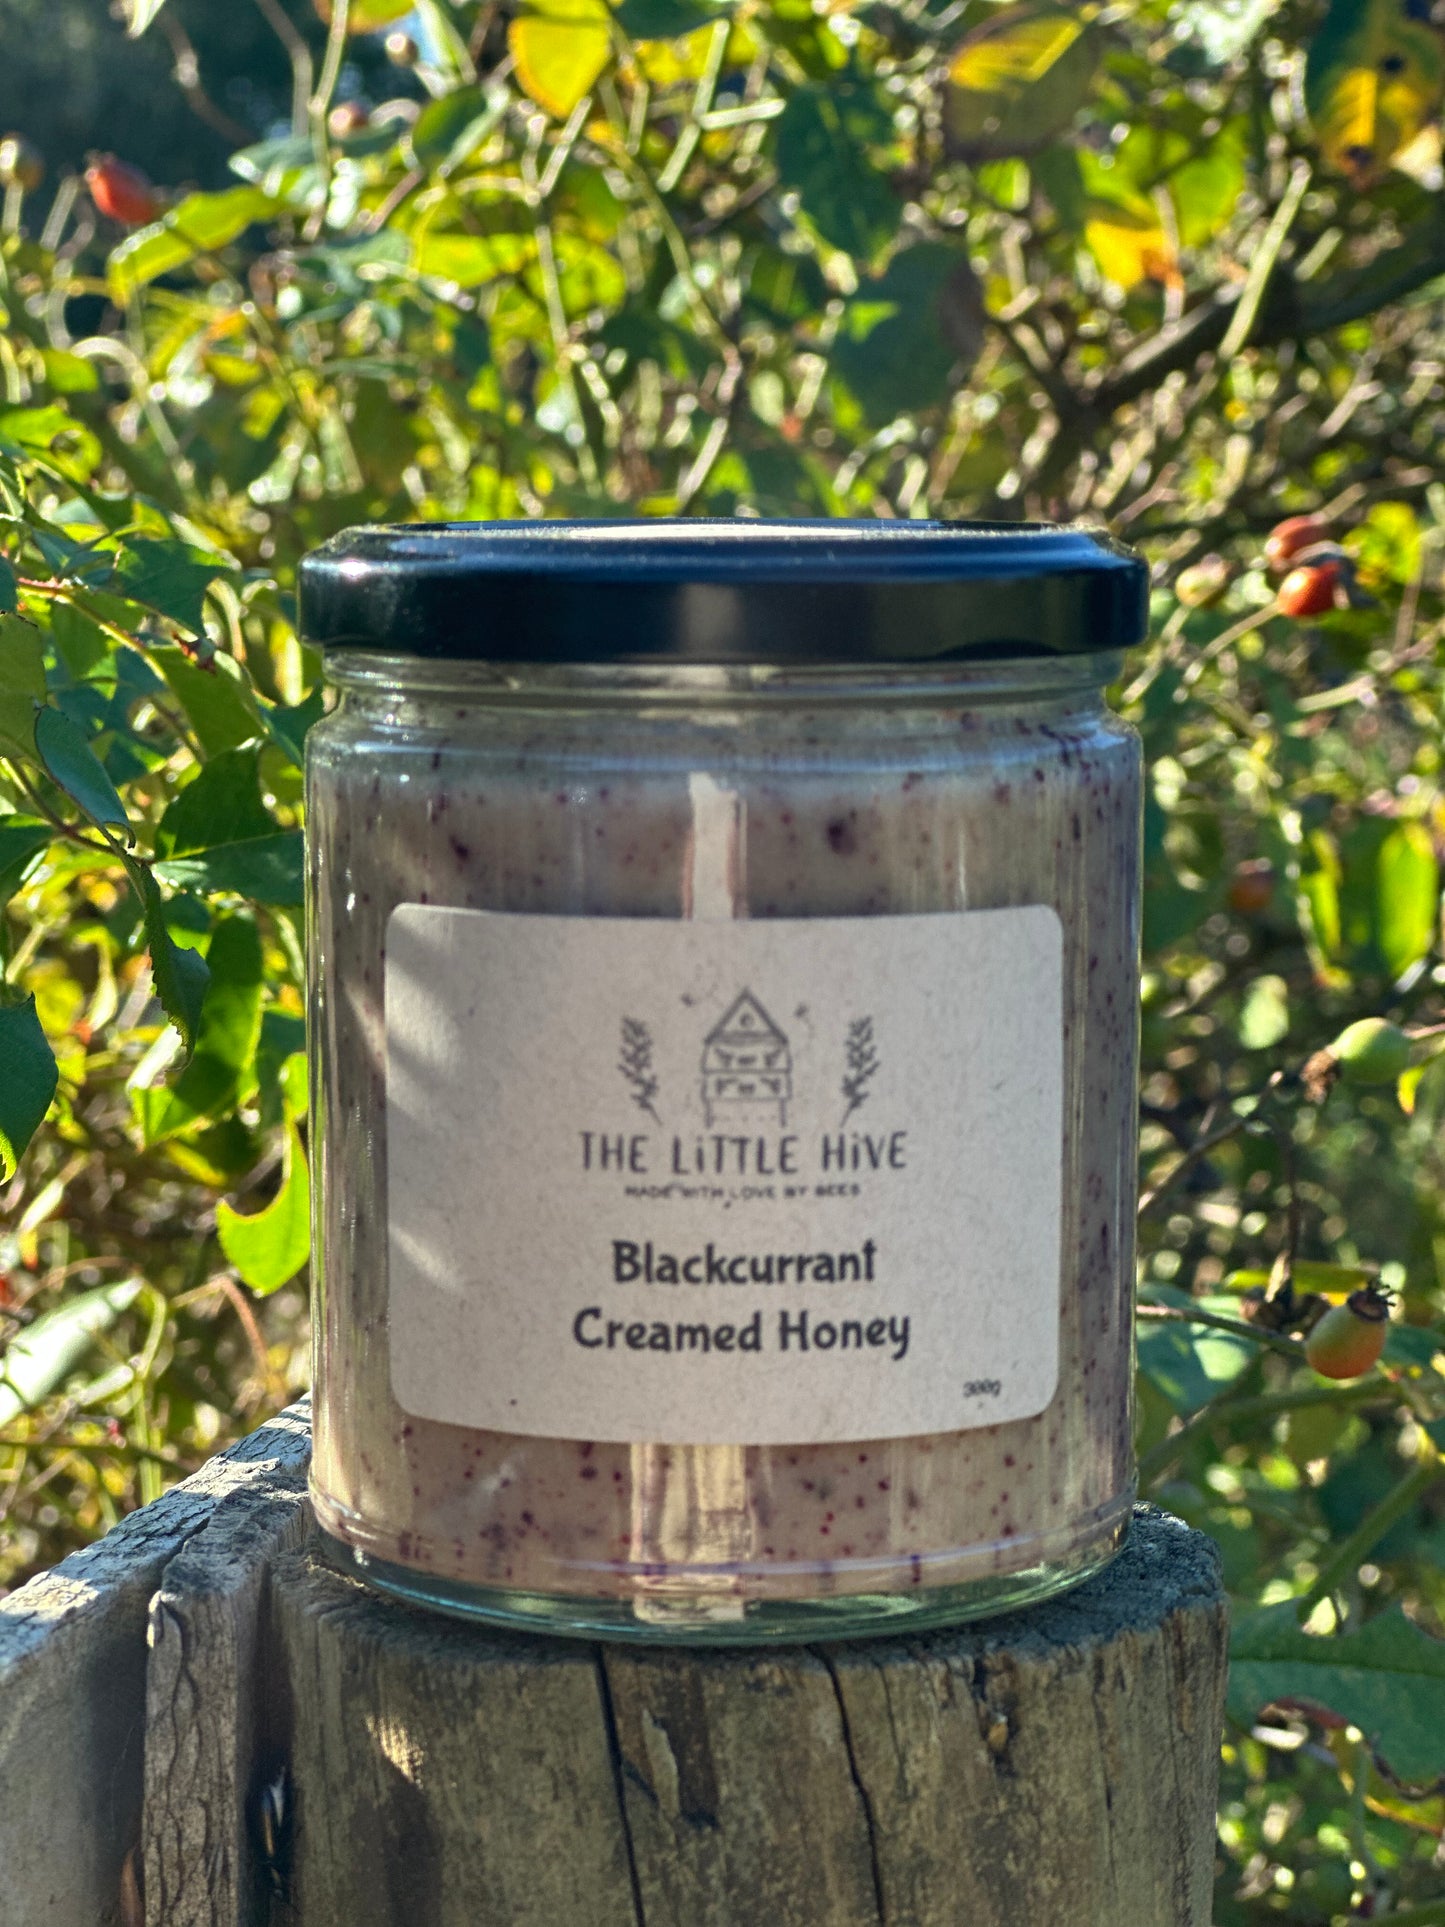 THE LiTTLE HiVE
MADE WITH LOVE BY BEES
Blackcurrant
Creamed Honey
300g